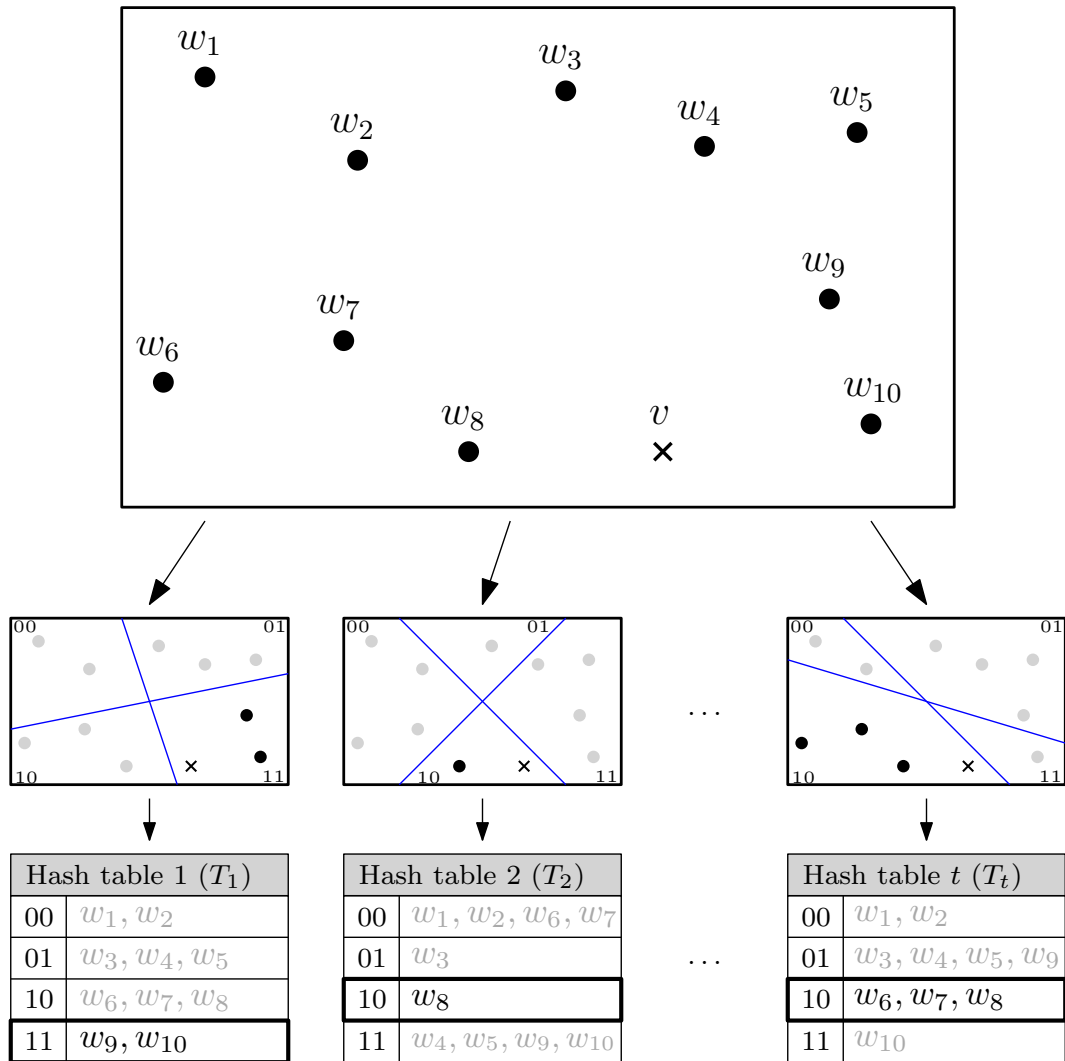 w₁
w₃
w₅
w₄
w₂
w₉
w₇
w₆
w₁₀
w₈ v
00 01 00 01 00 01
10 11 10 11 … 10 11
Hash table 1 (T₁) Hash table 2 (T₂) Hash table t (Tₜ)
00 w₁, w₂ 00 w₁, w₂, w₆, w₇ 00 w₁, w₂
01 w₃, w₄, w₅ 01 w₃ … 01 w₃, w₄, w₅, w₉
10 w₆, w₇, w₈ 10 w₈ 10 w₆, w₇, w₈
11 w₉, w₁₀ 11 w₄, w₅, w₉, w₁₀ 11 w₁₀